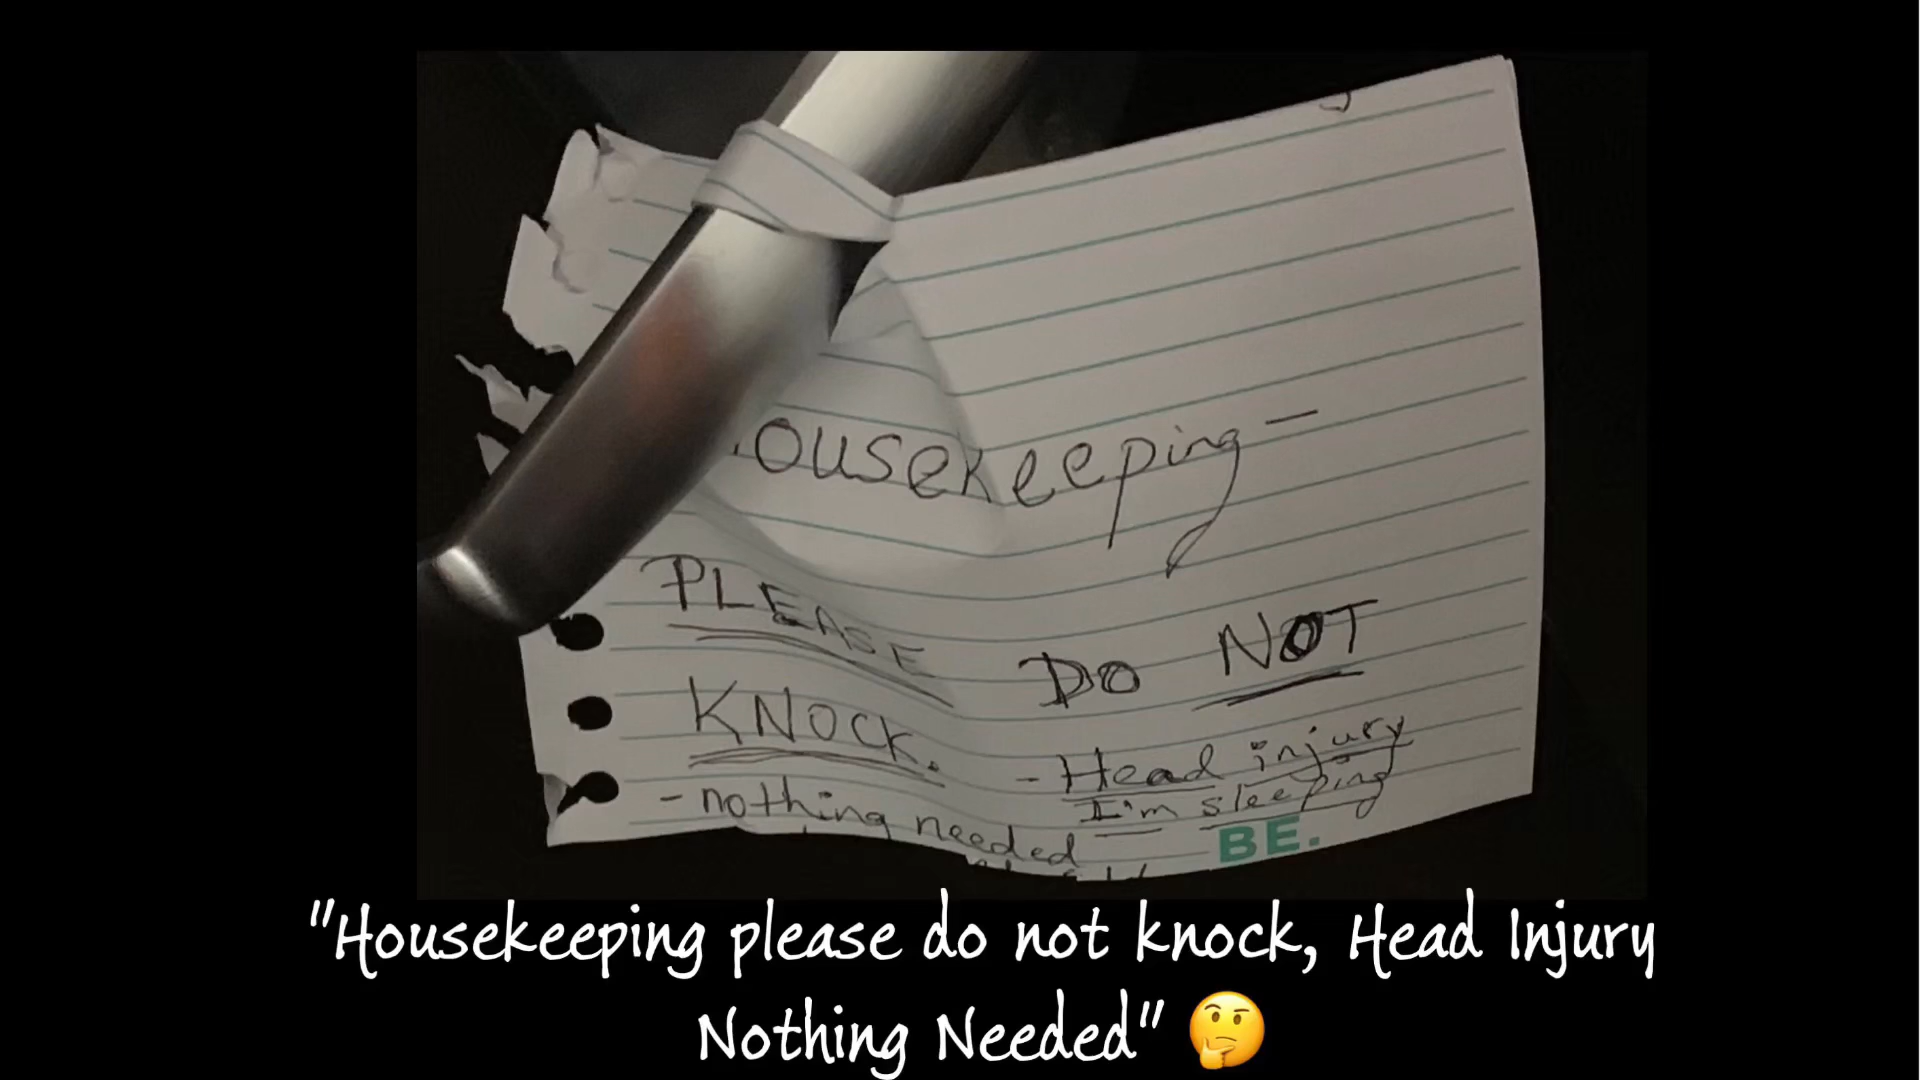 ousekeeping-
PLEASE DO NOT
KNOCK. - Head injury
I'm sleeping
- nothing needed
BE.
"Housekeeping please do not knock, Head Injury
Nothing Needed" 🤔